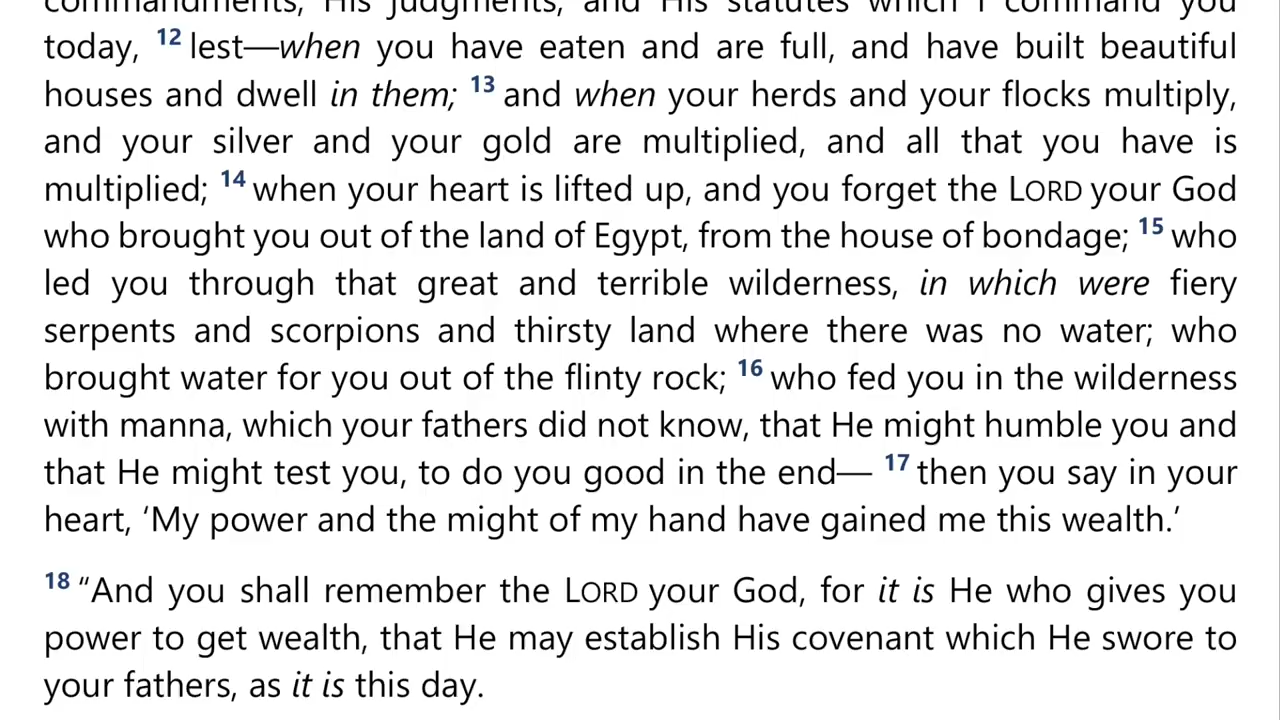 commandments, His judgments, and His statutes which I command you
today, 12 lest—when you have eaten and are full, and have built beautiful
houses and dwell in them; 13 and when your herds and your flocks multiply,
and your silver and your gold are multiplied, and all that you have is
multiplied; 14 when your heart is lifted up, and you forget the LORD your God
who brought you out of the land of Egypt, from the house of bondage; 15 who
led you through that great and terrible wilderness, in which were fiery
serpents and scorpions and thirsty land where there was no water; who
brought water for you out of the flinty rock; 16 who fed you in the wilderness
with manna, which your fathers did not know, that He might humble you and
that He might test you, to do you good in the end— 17 then you say in your
heart, ‘My power and the might of my hand have gained me this wealth.’
18 “And you shall remember the LORD your God, for it is He who gives you
power to get wealth, that He may establish His covenant which He swore to
your fathers, as it is this day.